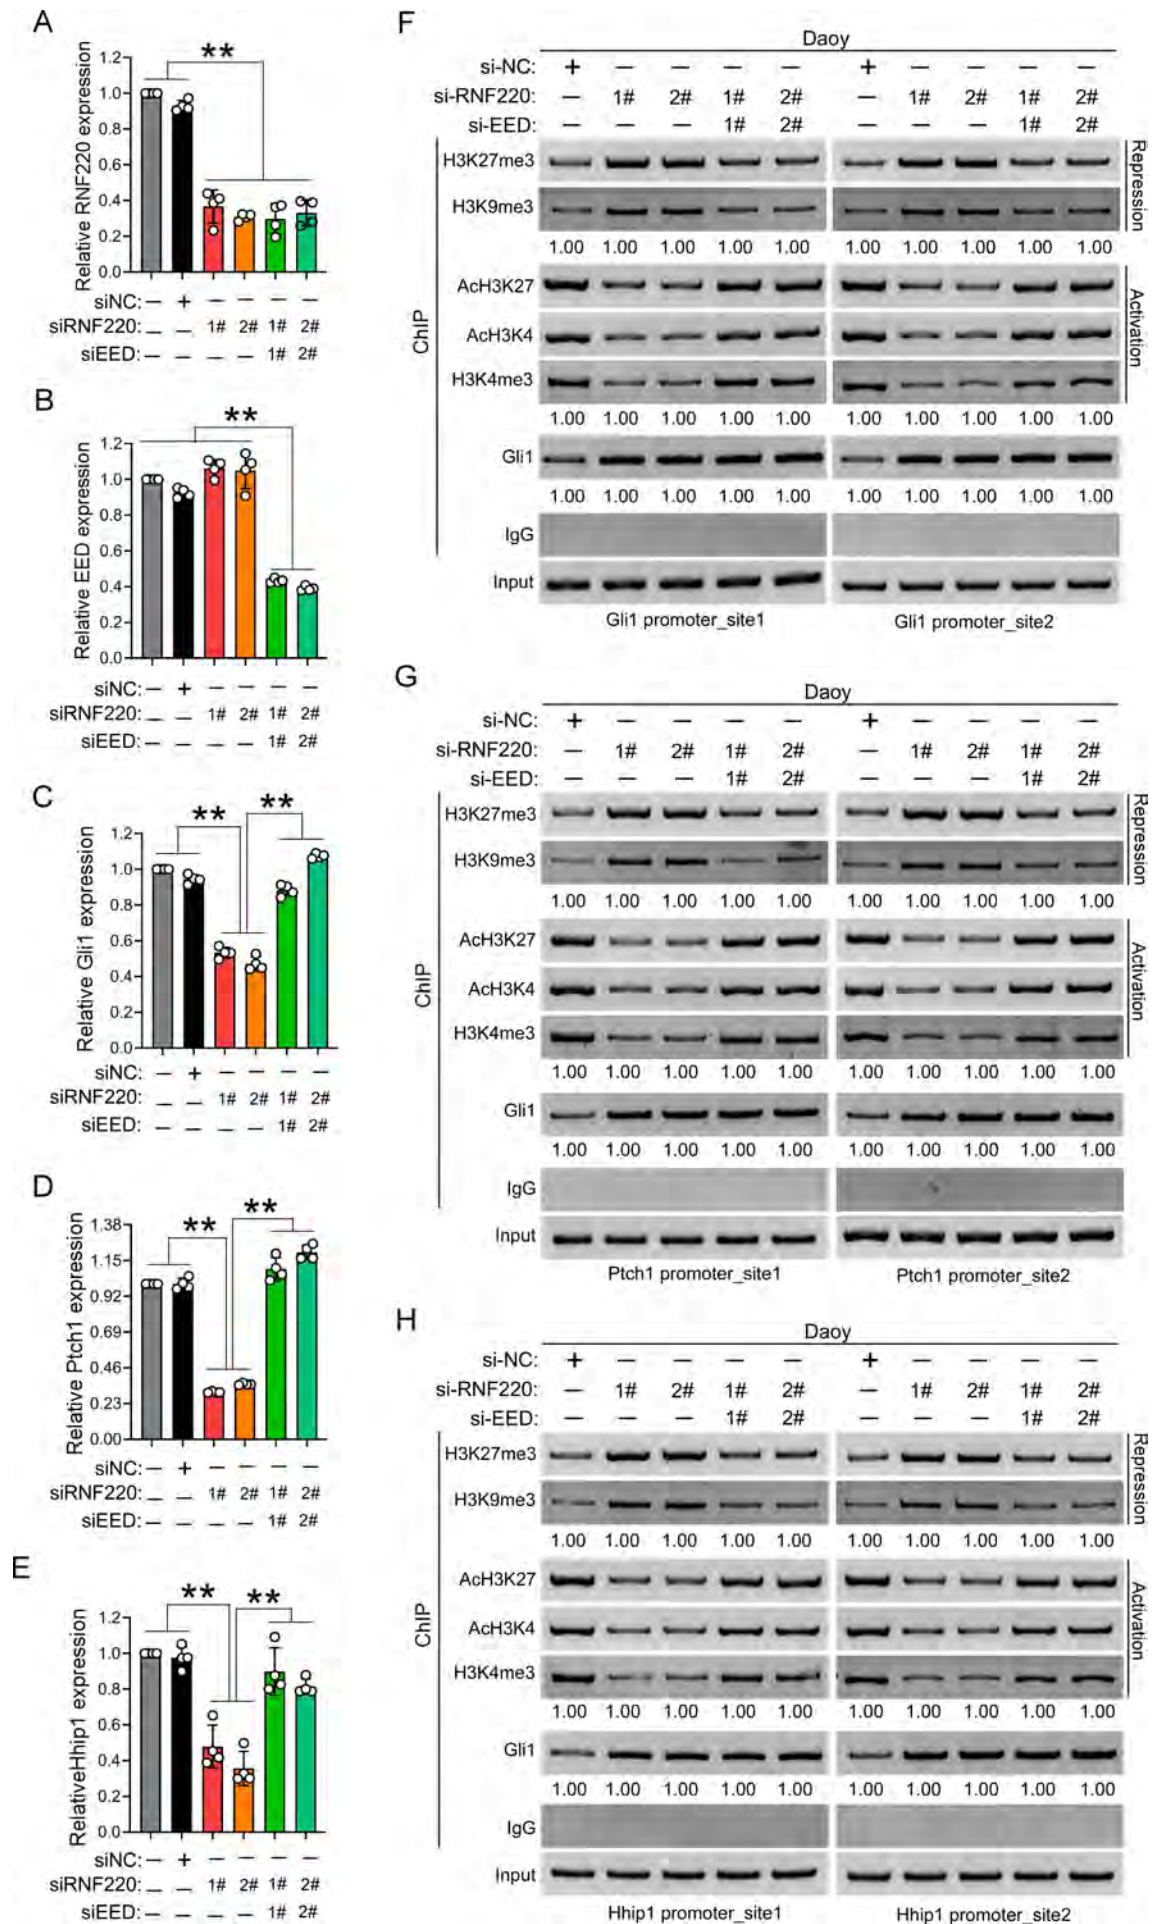 A
Relative RNF220 expression
**
1.2
1.0
0.8
0.6
0.4
0.2
0.0
siNC: — + — — — —
siRNF220: — — 1# 2# 1# 2#
siEED: — — — — 1# 2#
B
Relative EED expression
**
1.2
1.0
0.8
0.6
0.4
0.2
0.0
siNC: — + — — — —
siRNF220: — — 1# 2# 1# 2#
siEED: — — — — 1# 2#
C
Relative Gli1 expression
** **
1.2
1.0
0.8
0.6
0.4
0.2
0.0
siNC: — + — — — —
siRNF220: — — 1# 2# 1# 2#
siEED: — — — — 1# 2#
D
Relative Ptch1 expression
** **
1.38
1.15
0.92
0.69
0.46
0.23
0.00
siNC: — + — — — —
siRNF220: — — 1# 2# 1# 2#
siEED: — — — — 1# 2#
E
RelativeHhip1 expression
** **
1.2
1.0
0.8
0.6
0.4
0.2
0.0
siNC: — + — — — —
siRNF220: — — 1# 2# 1# 2#
siEED: — — — — 1# 2#
F
Daoy
si-NC: + — — — — + — — — —
si-RNF220: — 1# 2# 1# 2# — 1# 2# 1# 2#
si-EED: — — — 1# 2# — — — 1# 2#
ChIP
H3K27me3
Repression
H3K9me3
1.00 1.00 1.00 1.00 1.00 1.00 1.00 1.00 1.00 1.00
AcH3K27
Activation
AcH3K4
H3K4me3
1.00 1.00 1.00 1.00 1.00 1.00 1.00 1.00 1.00 1.00
Gli1
1.00 1.00 1.00 1.00 1.00 1.00 1.00 1.00 1.00 1.00
IgG
Input
Gli1 promoter_site1 Gli1 promoter_site2
G
Daoy
si-NC: + — — — — + — — — —
si-RNF220: — 1# 2# 1# 2# — 1# 2# 1# 2#
si-EED: — — — 1# 2# — — — 1# 2#
ChIP
H3K27me3
Repression
H3K9me3
1.00 1.00 1.00 1.00 1.00 1.00 1.00 1.00 1.00 1.00
AcH3K27
Activation
AcH3K4
H3K4me3
1.00 1.00 1.00 1.00 1.00 1.00 1.00 1.00 1.00 1.00
Gli1
1.00 1.00 1.00 1.00 1.00 1.00 1.00 1.00 1.00 1.00
IgG
Input
Ptch1 promoter_site1 Ptch1 promoter_site2
H
Daoy
si-NC: + — — — — + — — — —
si-RNF220: — 1# 2# 1# 2# — 1# 2# 1# 2#
si-EED: — — — 1# 2# — — — 1# 2#
ChIP
H3K27me3
Repression
H3K9me3
1.00 1.00 1.00 1.00 1.00 1.00 1.00 1.00 1.00 1.00
AcH3K27
Activation
AcH3K4
H3K4me3
1.00 1.00 1.00 1.00 1.00 1.00 1.00 1.00 1.00 1.00
Gli1
1.00 1.00 1.00 1.00 1.00 1.00 1.00 1.00 1.00 1.00
IgG
Input
Hhip1 promoter_site1 Hhip1 promoter_site2